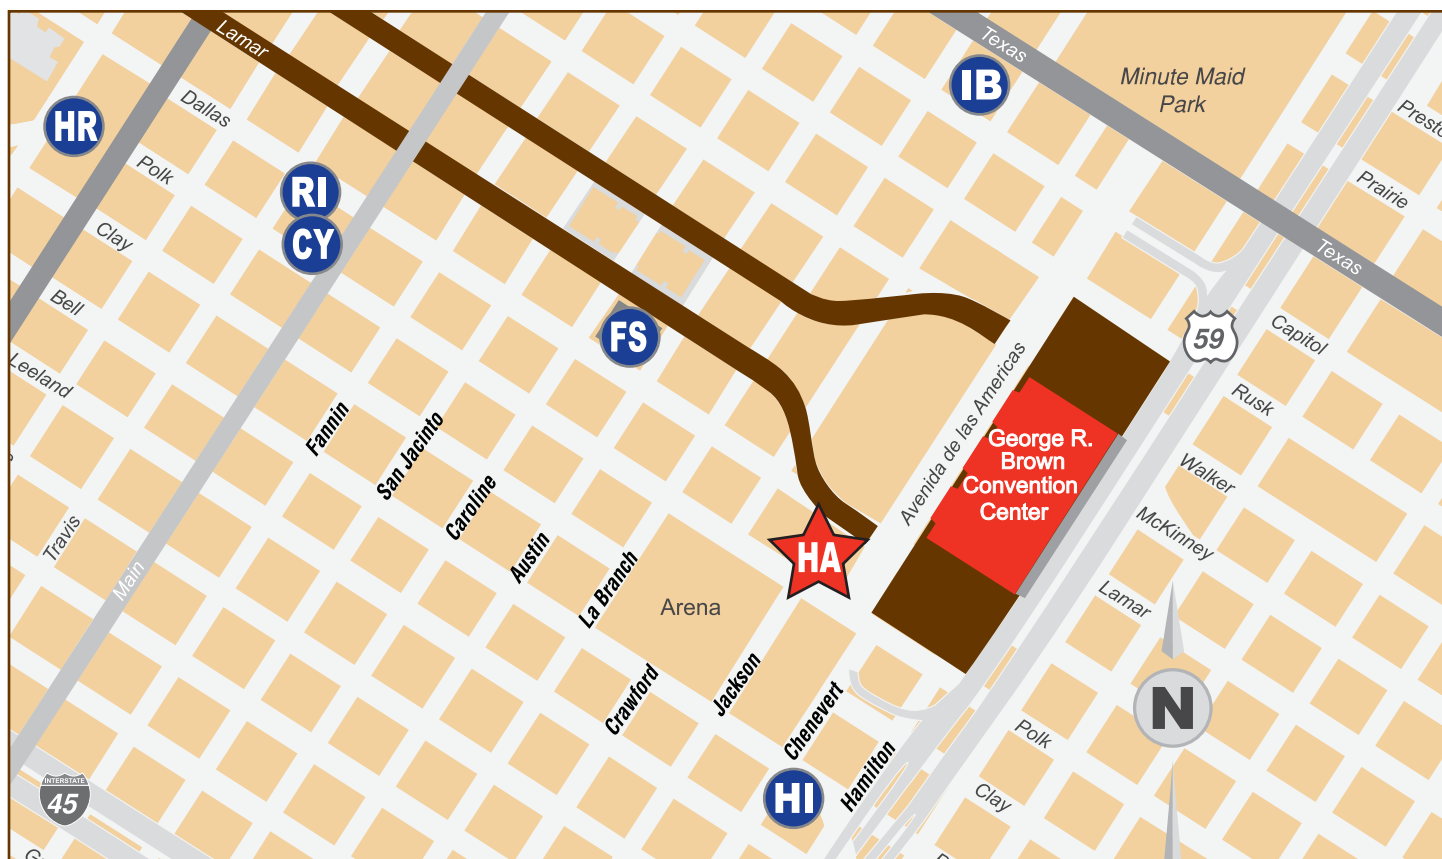 Lamar
Texas
IB
Minute Maid
Park
HR
Dallas
Polk
RI
CY
Clay
Prairie
Texas
Bell
FS
59
Capitol
Leeland
Rusk
Avenida de las Americas
George R.
Brown
Convention
Center
Fannin
San Jacinto
Caroline
Walker
McKinney
Travis
Austin
HA
La Branch
Arena
Main
Lamar
Crawford
Jackson
Chenevert
N
Polk
Hamilton
INTERSTATE
45
HI
Clay